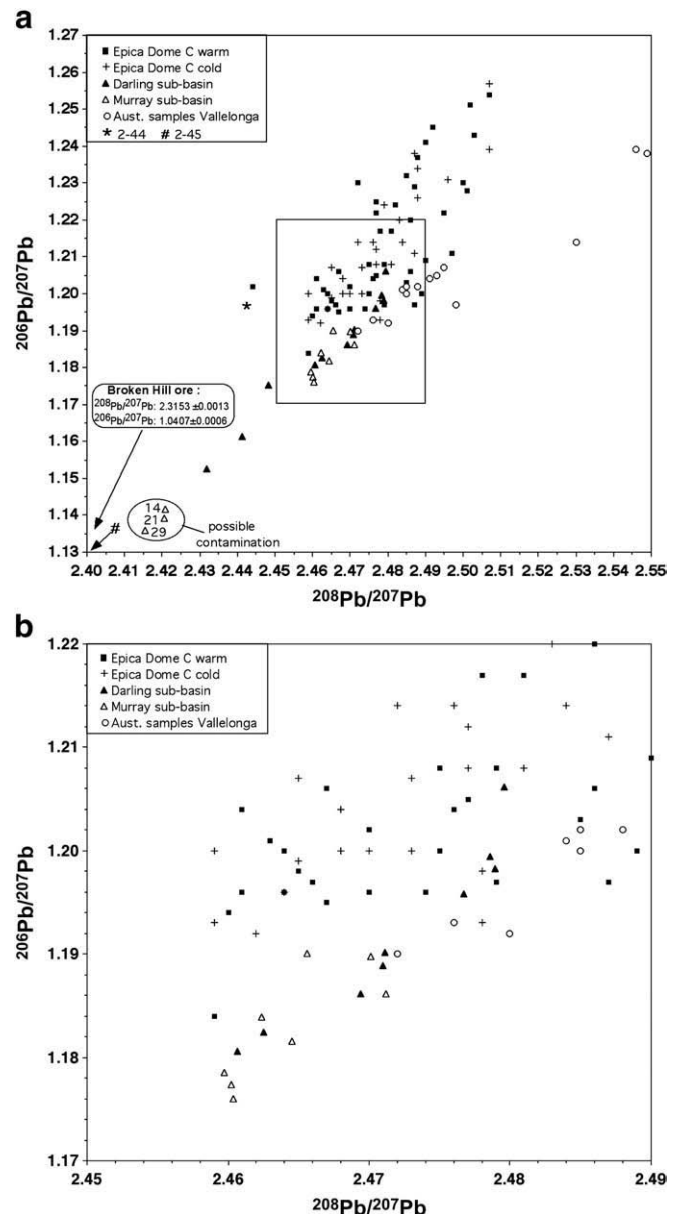 a
1.27
1.26
1.25
1.24
1.23
1.22
1.21
1.20
1.19
1.18
1.17
1.16
1.15
1.14
1.13
206Pb/207Pb
■ Epica Dome C warm
+ Epica Dome C cold
▲ Darling sub-basin
△ Murray sub-basin
○ Aust. samples Vallelonga
* 2-44 # 2-45
*
Broken Hill ore :
208Pb/207Pb: 2.3153 ±0.0013
206Pb/207Pb: 1.0407±0.0006
#
14
21
29
possible
contamination
2.40 2.41 2.42 2.43 2.44 2.45 2.46 2.47 2.48 2.49 2.50 2.51 2.52 2.53 2.54 2.55
208Pb/207Pb
b
1.22
1.21
1.20
1.19
1.18
1.17
206Pb/207Pb
■ Epica Dome C warm
+ Epica Dome C cold
▲ Darling sub-basin
△ Murray sub-basin
○ Aust. samples Vallelonga
2.45 2.46 2.47 2.48 2.49
208Pb/207Pb